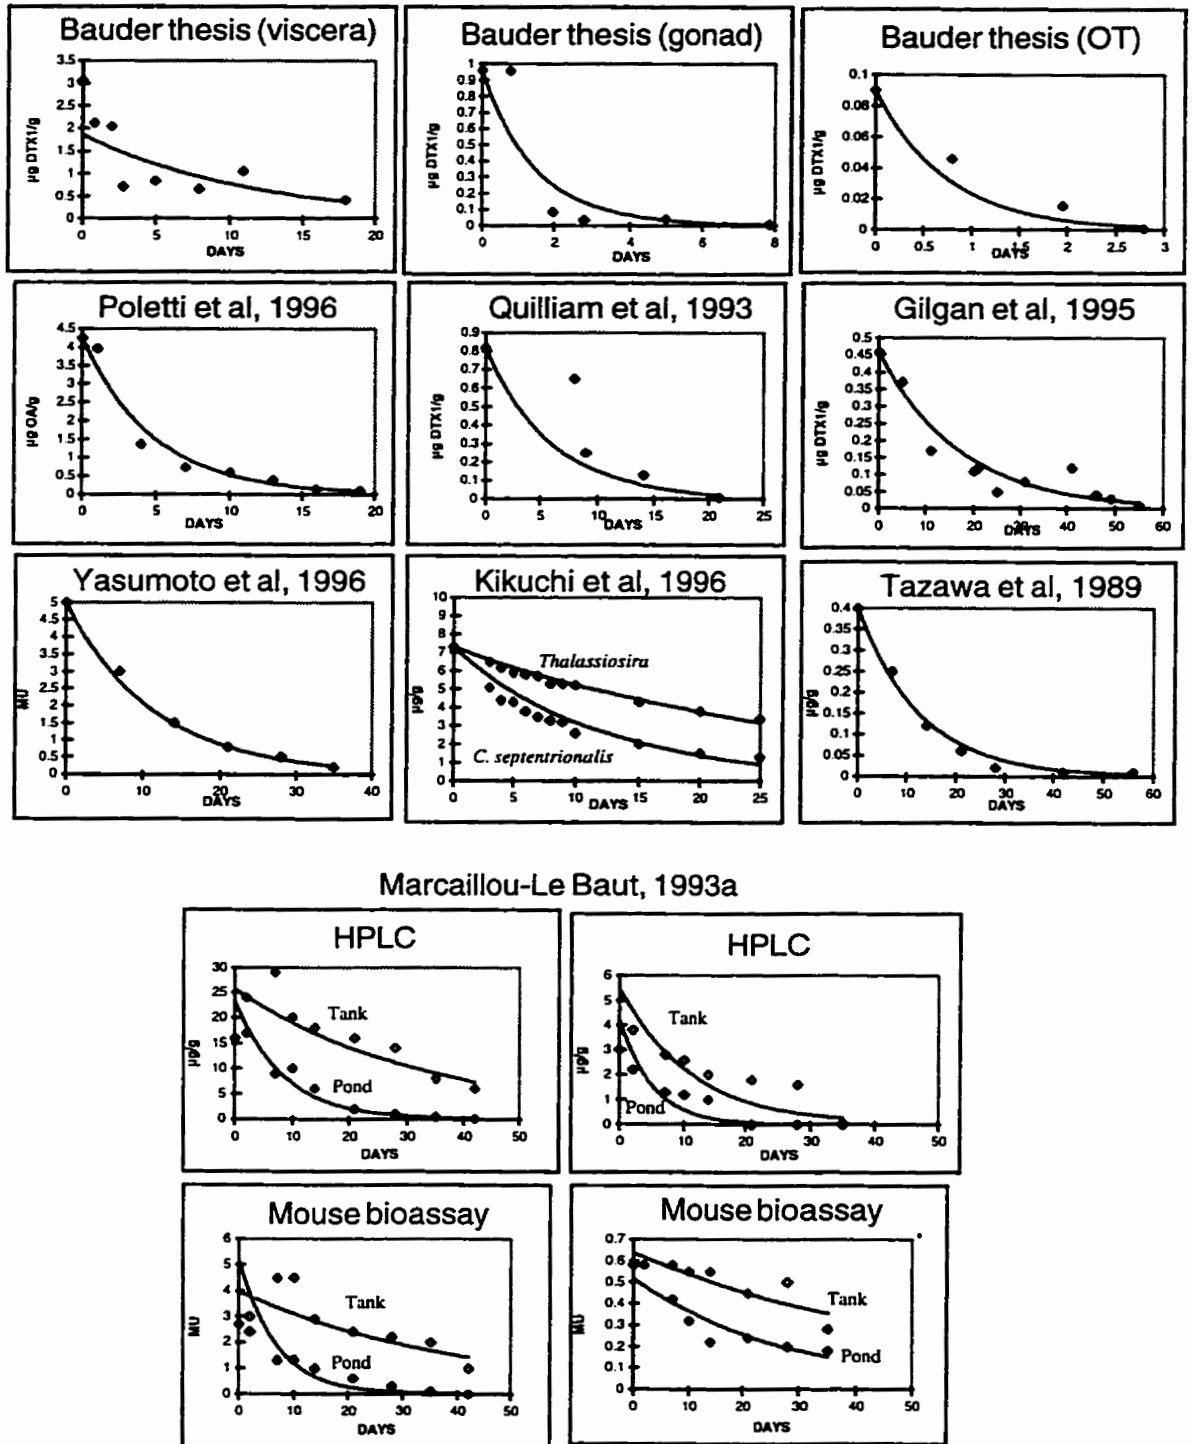 Bauder thesis (viscera)
3.5
3
2.5
2
1.5
1
0.5
0
µg DTX1/g
0 5 10 15 20
DAYS
Bauder thesis (gonad)
1
0.9
0.8
0.7
0.6
0.5
0.4
0.3
0.2
0.1
0
µg DTX1/g
0 2 4 6 8
DAYS
Bauder thesis (OT)
0.1
0.08
0.06
0.04
0.02
0
µg DTX1/g
0 0.5 1 1.5 2 2.5 3
DAYS
Poletti et al, 1996
4.5
4
3.5
3
2.5
2
1.5
1
0.5
0
µg OA/g
0 5 10 15 20
DAYS
Quilliam et al, 1993
0.9
0.8
0.7
0.6
0.5
0.4
0.3
0.2
0.1
0
µg DTX1/g
0 5 10 15 20 25
DAYS
Gilgan et al, 1995
0.5
0.45
0.4
0.35
0.3
0.25
0.2
0.15
0.1
0.05
0
µg DTX1/g
0 10 20 30 40 50 60
DAYS
Yasumoto et al, 1996
5
4.5
4
3.5
3
2.5
2
1.5
1
0.5
0
MU
0 10 20 30 40
DAYS
Kikuchi et al, 1996
10
9
8
7
6
5
4
3
2
1
0
µg/g
Thalassiosira
C. septentrionalis
0 5 10 15 20 25
DAYS
Tazawa et al, 1989
0.4
0.35
0.3
0.25
0.2
0.15
0.1
0.05
0
µg/g
0 10 20 30 40 50 60
DAYS
Marcaillou-Le Baut, 1993a
HPLC
30
25
20
15
10
5
0
µg/g
Tank
Pond
0 10 20 30 40 50
DAYS
HPLC
6
5
4
3
2
1
0
µg/g
Tank
Pond
0 10 20 30 40 50
DAYS
Mouse bioassay
6
5
4
3
2
1
0
MU
Tank
Pond
0 10 20 30 40 50
DAYS
Mouse bioassay
0.7
0.6
0.5
0.4
0.3
0.2
0.1
0
MU
Tank
Pond
0 10 20 30 40 50
DAYS